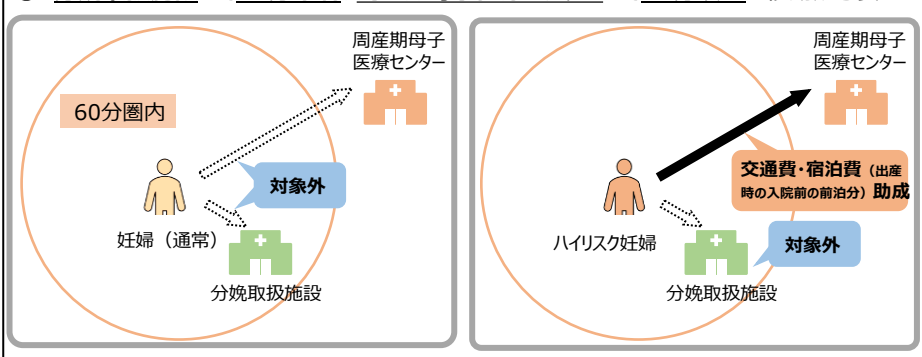 周産期母子
医療センター
60分圏内
対象外
妊婦（通常）
分娩取扱施設
周産期母子
医療センター
交通費・宿泊費（出産
時の入院前の前泊分）助成
ハイリスク妊婦
対象外
分娩取扱施設